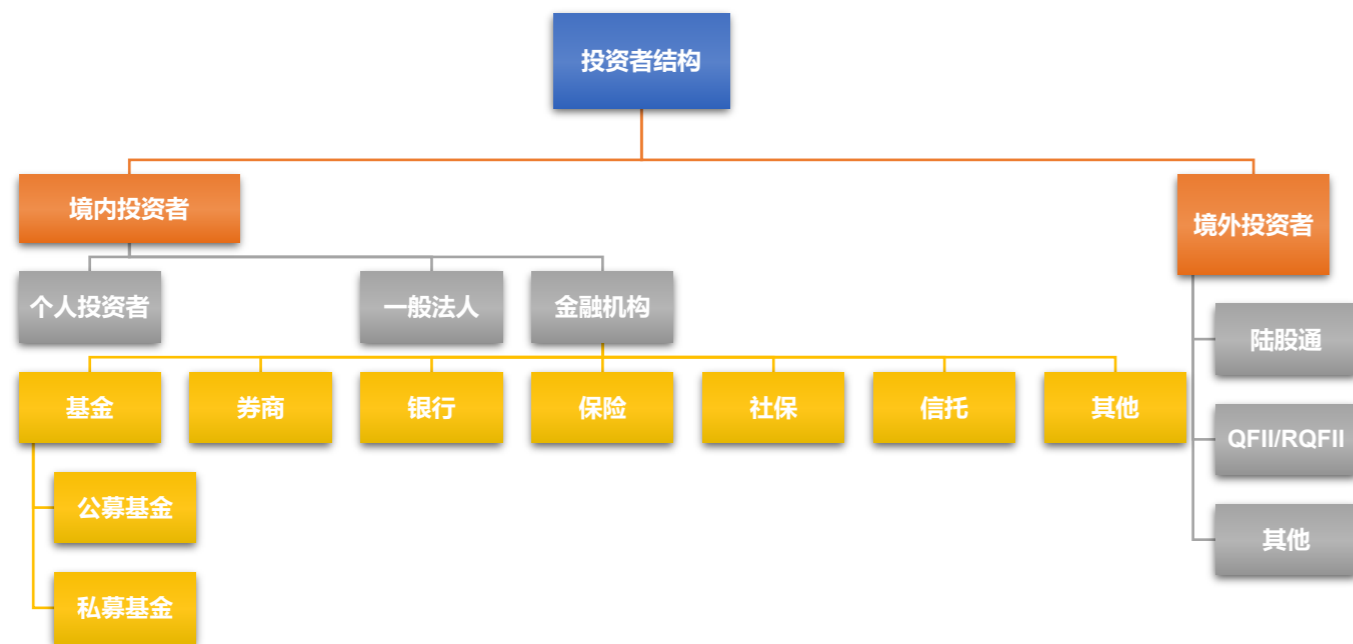 投资者结构
境内投资者
境外投资者
个人投资者
一般法人
金融机构
陆股通
基金
券商
银行
保险
社保
信托
其他
QFII/RQFII
公募基金
其他
私募基金